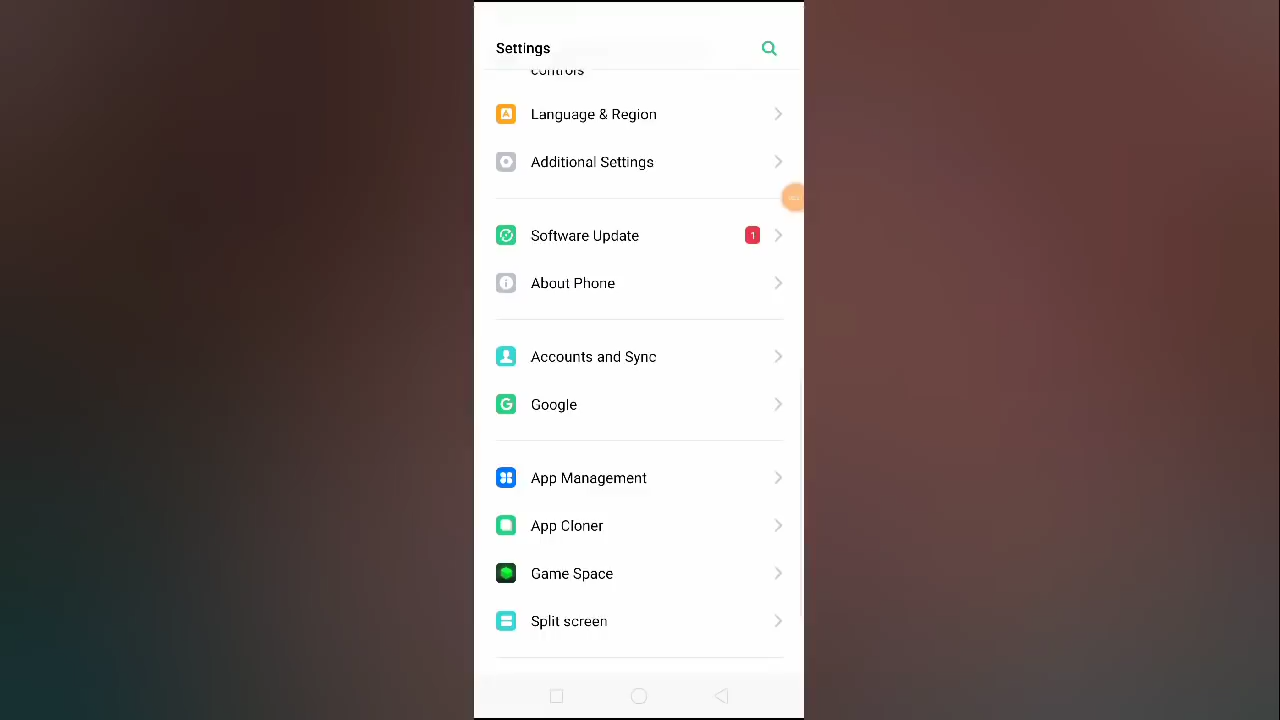 Settings
controls
Language & Region
Additional Settings
Software Update 1
About Phone
Accounts and Sync
Google
App Management
App Cloner
Game Space
Split screen